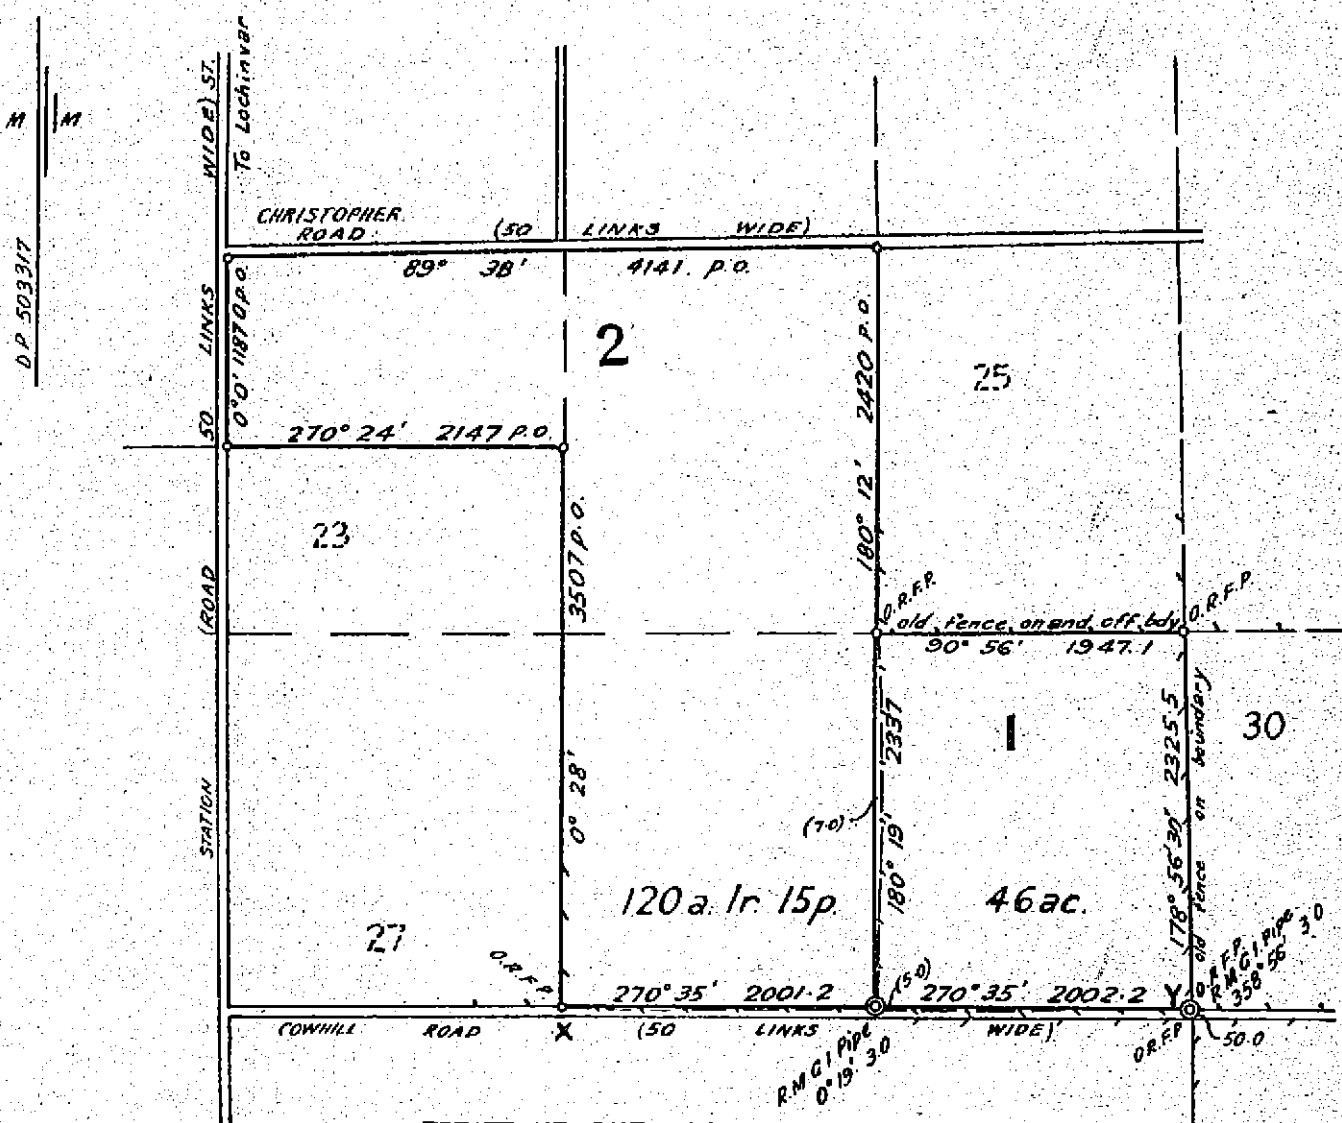 M M
DP 503317
STATION (ROAD 50 LINKS WIDE) ST.
To Lochinvar
CHRISTOPHER ROAD (50 LINKS WIDE)
89° 38' 4141. p.o.
0°0' 1187 0 p.o.
2
270° 24' 2147 P.O.
180° 12' 2420 P.O.
25
23
0° 28' 3507 p.o.
O.R.F.P.
O.R.F.P
old fence on and off bdy
90° 56' 1947.1
1
30
180° 19' 2337
(7.0)
178° 56' 30" 2325.5
old fence on boundary
120a. 1r. 15p.
46ac.
27
O.R.F.P
270° 35' 2001.2
(5.0)
270° 35' 2002.2
Y
O.R.F.P.
R.M.G.I. PIPE
358° 56' 3.0
COWHILL ROAD X (50 LINKS WIDE)
R.M.G.I. Pipe
0° 19' 3.0
O.R.F.P
50.0